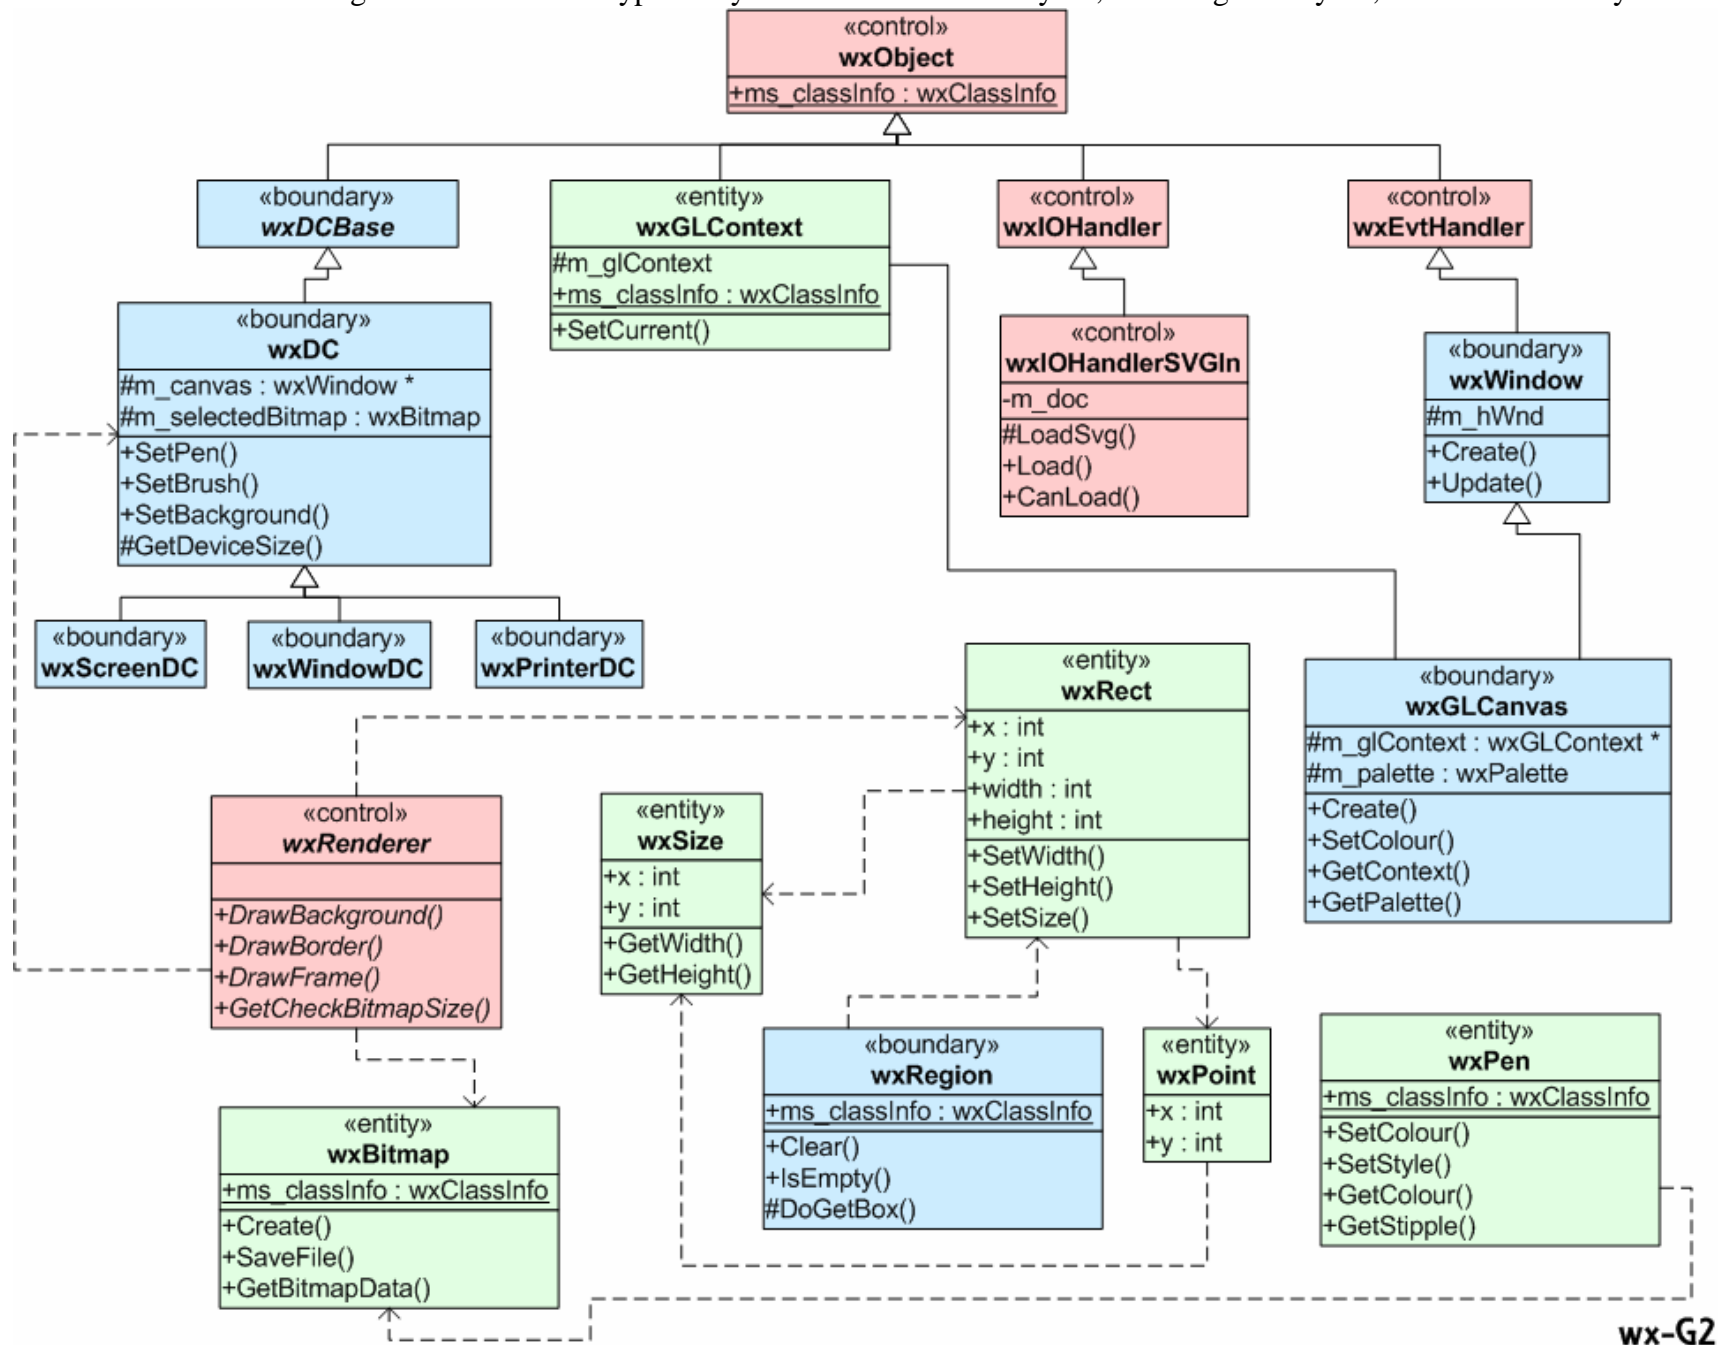 «control»
wxObject
+ms_classInfo : wxClassInfo
«boundary»
wxDCBase
«entity»
wxGLContext
#m_glContext
+ms_classInfo : wxClassInfo
+SetCurrent()
«control»
wxIOHandler
«control»
wxEvtHandler
«boundary»
wxDC
#m_canvas : wxWindow *
#m_selectedBitmap : wxBitmap
+SetPen()
+SetBrush()
+SetBackground()
#GetDeviceSize()
«control»
wxIOHandlerSVGIn
-m_doc
#LoadSvg()
+Load()
+CanLoad()
«boundary»
wxWindow
#m_hWnd
+Create()
+Update()
«boundary»
wxScreenDC
«boundary»
wxWindowDC
«boundary»
wxPrinterDC
«entity»
wxRect
+x : int
+y : int
+width : int
+height : int
+SetWidth()
+SetHeight()
+SetSize()
«boundary»
wxGLCanvas
#m_glContext : wxGLContext *
#m_palette : wxPalette
+Create()
+SetColour()
+GetContext()
+GetPalette()
«control»
wxRenderer
+DrawBackground()
+DrawBorder()
+DrawFrame()
+GetCheckBitmapSize()
«entity»
wxSize
+x : int
+y : int
+GetWidth()
+GetHeight()
«boundary»
wxRegion
+ms_classInfo : wxClassInfo
+Clear()
+IsEmpty()
#DoGetBox()
«entity»
wxPoint
+x : int
+y : int
«entity»
wxPen
+ms_classInfo : wxClassInfo
+SetColour()
+SetStyle()
+GetColour()
+GetStipple()
«entity»
wxBitmap
+ms_classInfo : wxClassInfo
+Create()
+SaveFile()
+GetBitmapData()
wx-G2